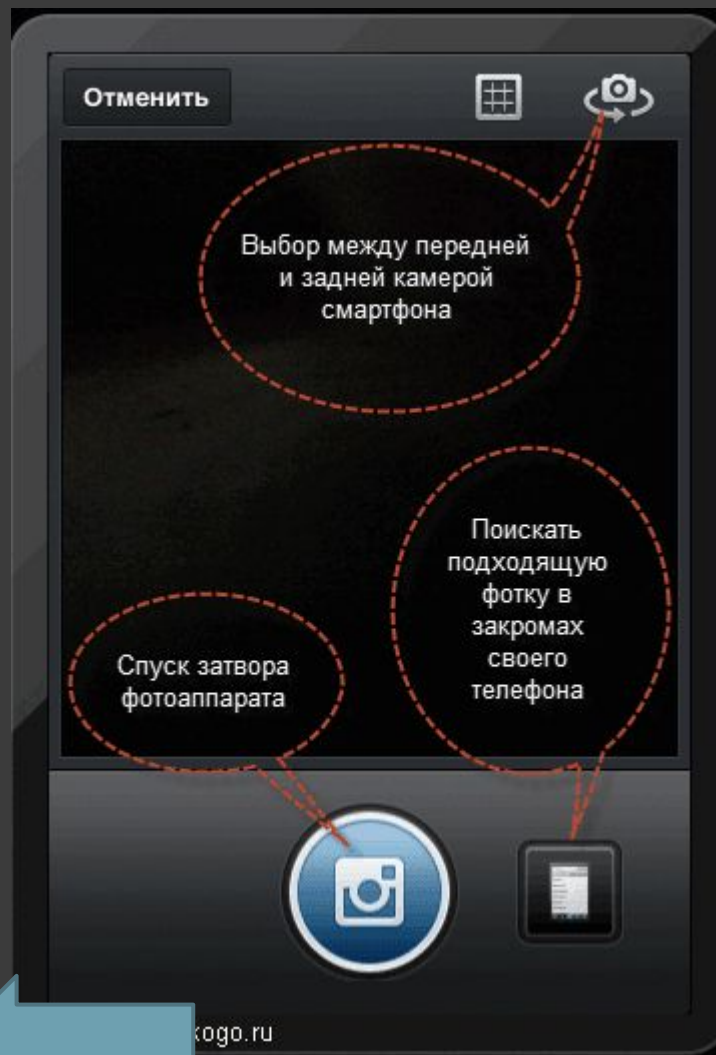 Отменить
Выбор между передней
и задней камерой
смартфона
Поискать
подходящую
фотку в
закромах
своего
телефона
Спуск затвора
фотоаппарата
kogo.ru